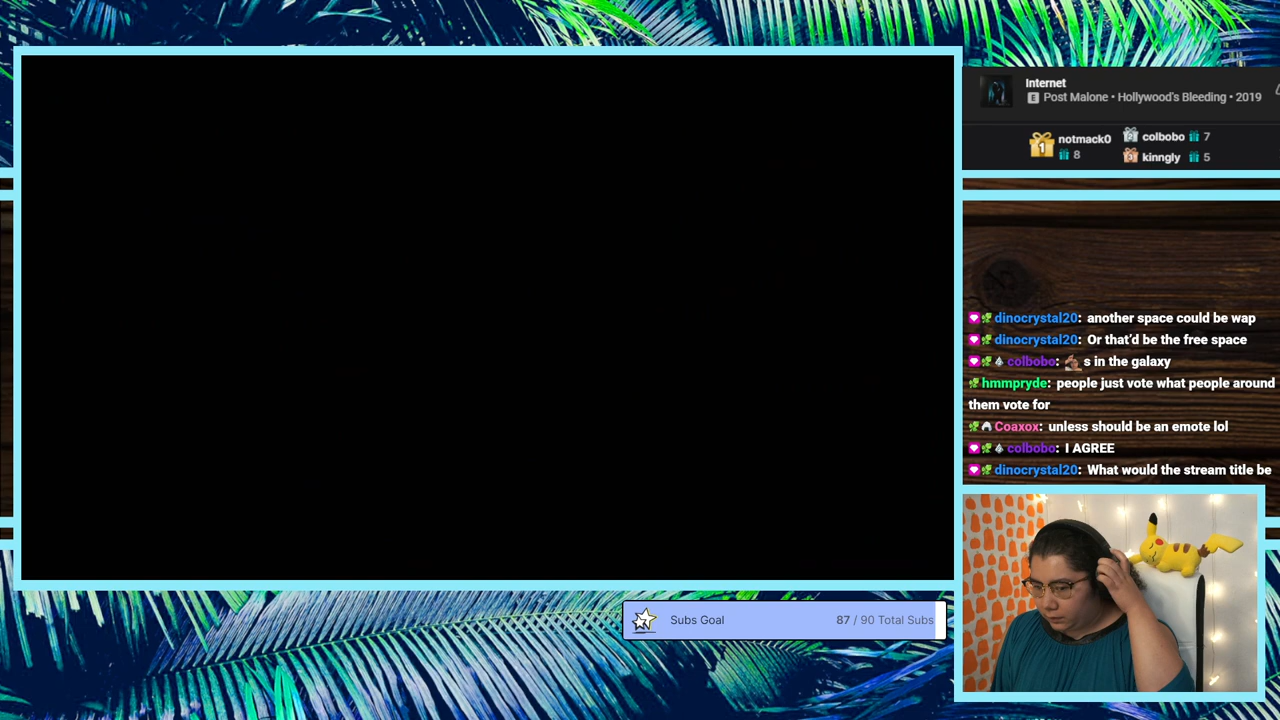 Internet
E Post Malone • Hollywood's Bleeding • 2019
1 notmack0
8
2 colbobo 7
3 kinngly 5
dinocrystal20: another space could be wap
dinocrystal20: Or that'd be the free space
colbobo: s in the galaxy
hmmpryde: people just vote what people around
them vote for
Coaxox: unless should be an emote lol
colbobo: I AGREE
dinocrystal20: What would the stream title be
Subs Goal 87 / 90 Total Subs